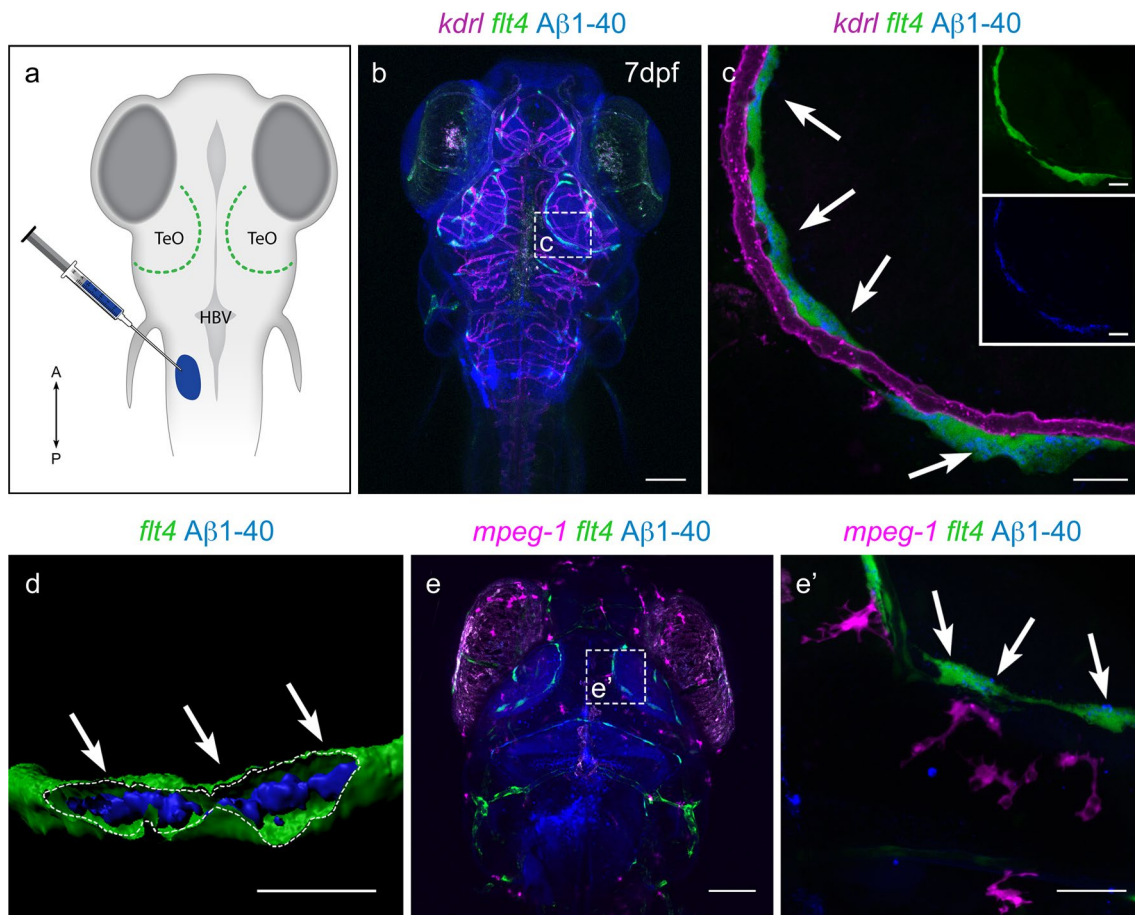 kdrl flt4 Aβ1-40
kdrl flt4 Aβ1-40
a
TeO
TeO
HBV
A
P
b
7dpf
c
c
flt4 Aβ1-40
mpeg-1 flt4 Aβ1-40
mpeg-1 flt4 Aβ1-40
d
e
e’
e’